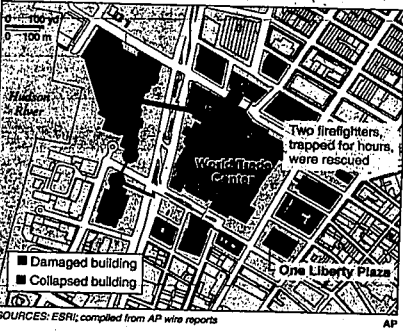 0 100 yd
0 100 m
Hudson
River
Two firefighters,
trapped for hours,
were rescued
World Trade
Center
Damaged building
Collapsed building
One Liberty Plaza
SOURCES: ESRI; compiled from AP wire reports
AP